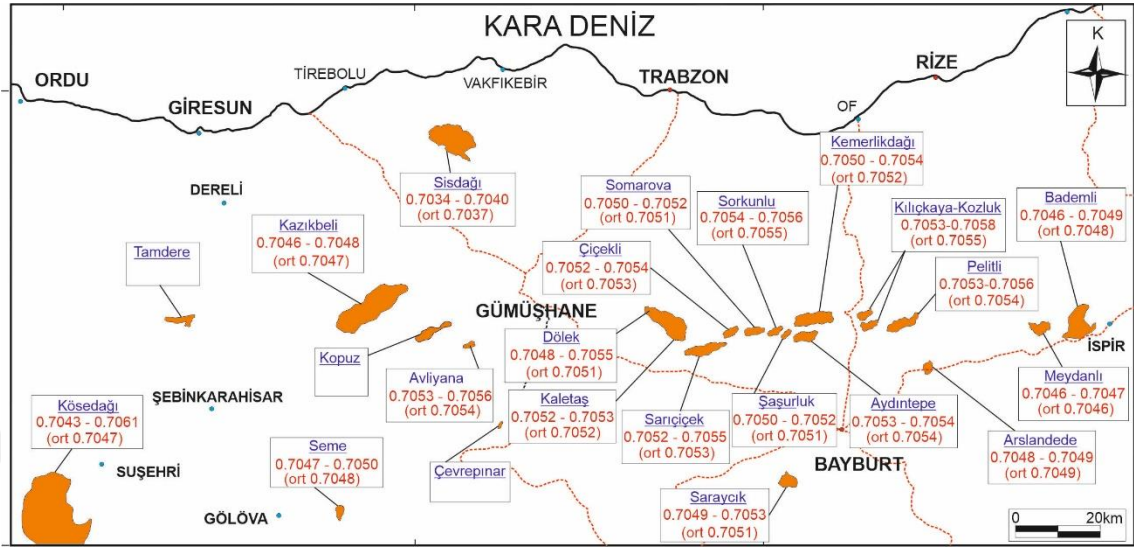 KARA DENİZ
K
ORDU
GİRESUN
TİREBOLU
VAKFIKEBİR
TRABZON
OF
RİZE
Kemerlikdağı
0.7050 - 0.7054
(ort 0.7052)
Sisdağı
0.7034 - 0.7040
(ort 0.7037)
Somarova
0.7050 - 0.7052
(ort 0.7051)
Sorkunlu
0.7054 - 0.7056
(ort 0.7055)
Kılıçkaya-Kozluk
0.7053-0.7058
(ort 0.7055)
Bademli
0.7046 - 0.7049
(ort 0.7048)
DERELİ
Kazıkbeli
0.7046 - 0.7048
(ort 0.7047)
Tamdere
Çiçekli
0.7052 - 0.7054
(ort 0.7053)
Pelitli
0.7053-0.7056
(ort 0.7054)
GÜMÜŞHANE
Dölek
0.7048 - 0.7055
(ort 0.7051)
Kopuz
Avliyana
0.7053 - 0.7056
(ort 0.7054)
İSPİR
Meydanlı
0.7046 - 0.7047
(ort 0.7046)
Kösedağı
0.7043 - 0.7061
(ort 0.7047)
ŞEBİNKARAHİSAR
Kaletaş
0.7052 - 0.7053
(ort 0.7052)
Sarıçiçek
0.7052 - 0.7055
(ort 0.7053)
Şaşurluk
0.7050 - 0.7052
(ort 0.7051)
Aydıntepe
0.7053 - 0.7054
(ort 0.7054)
Arslandede
0.7048 - 0.7049
(ort 0.7049)
SUŞEHRİ
Seme
0.7047 - 0.7050
(ort 0.7048)
Çevrepınar
BAYBURT
Saraycık
0.7049 - 0.7053
(ort 0.7051)
GÖLÖVA
0 20km